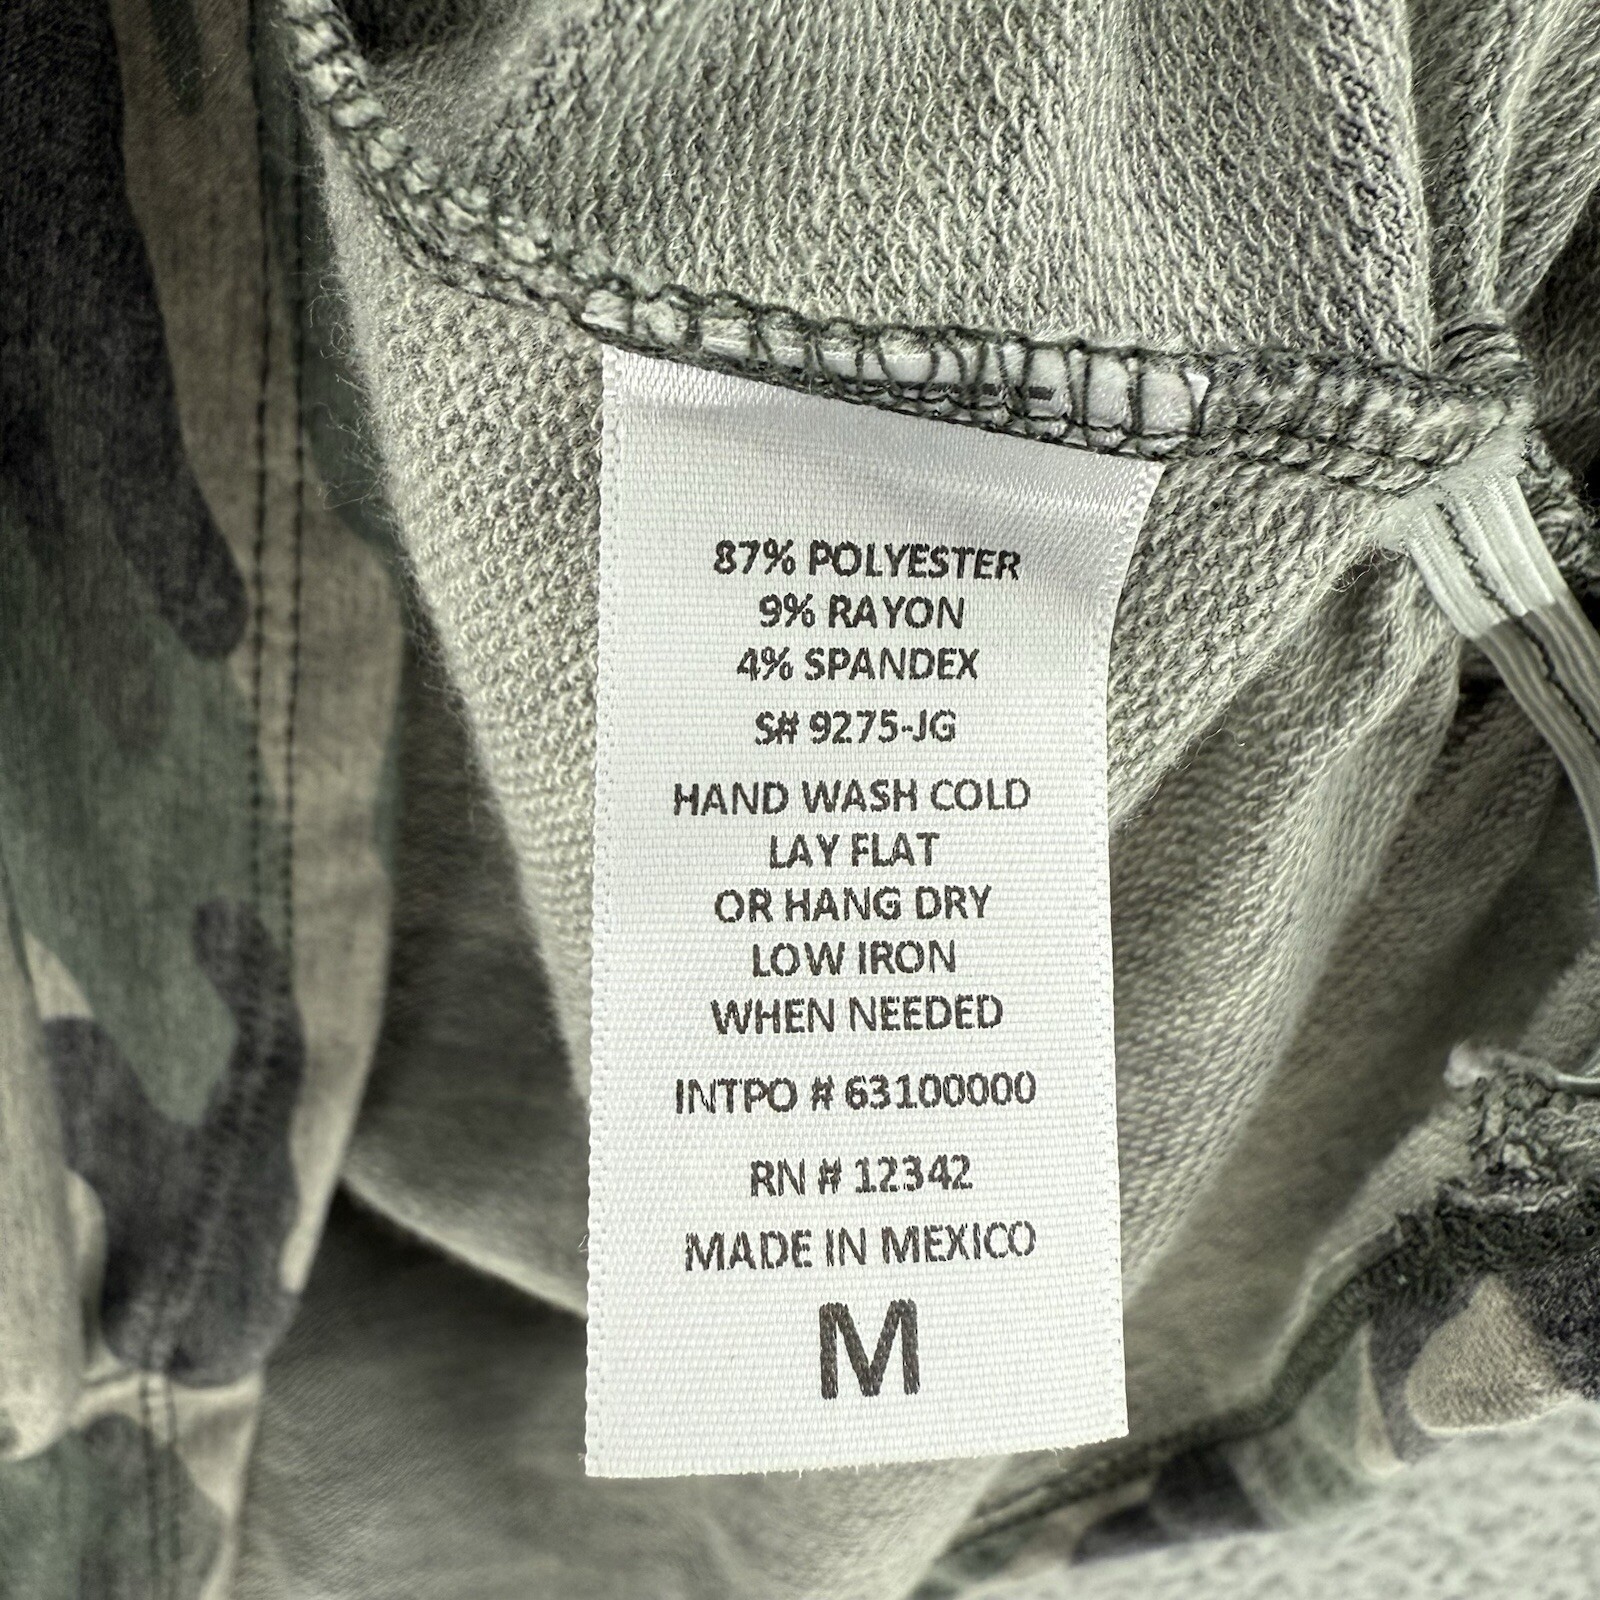 87% POLYESTER
9% RAYON
4% SPANDEX
S# 9275-JG
HAND WASH COLD
LAY FLAT
OR HANG DRY
LOW IRON
WHEN NEEDED
INTPO # 63100000
RN # 12342
MADE IN MEXICO
M